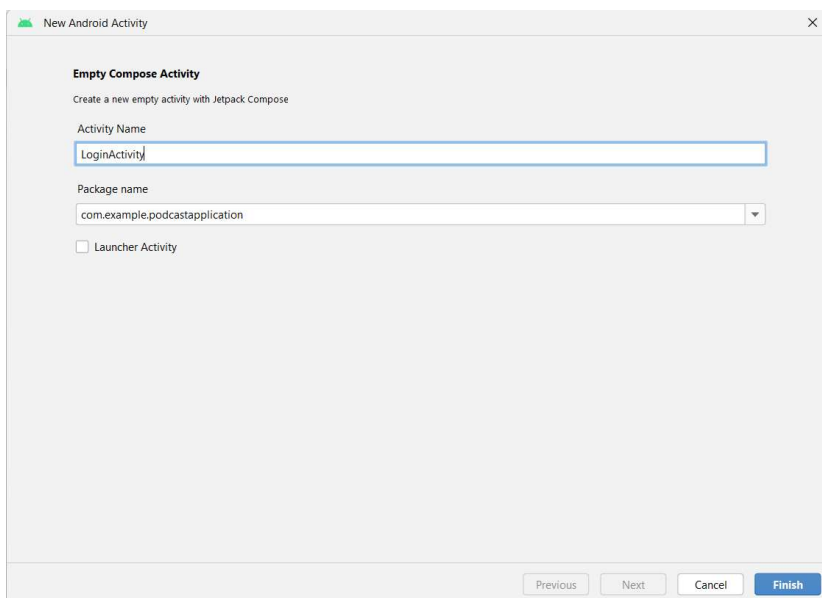 New Android Activity
Empty Compose Activity
Create a new empty activity with Jetpack Compose
Activity Name
LoginActivity
Package name
com.example.podcastapplication
Launcher Activity
Previous Next Cancel Finish